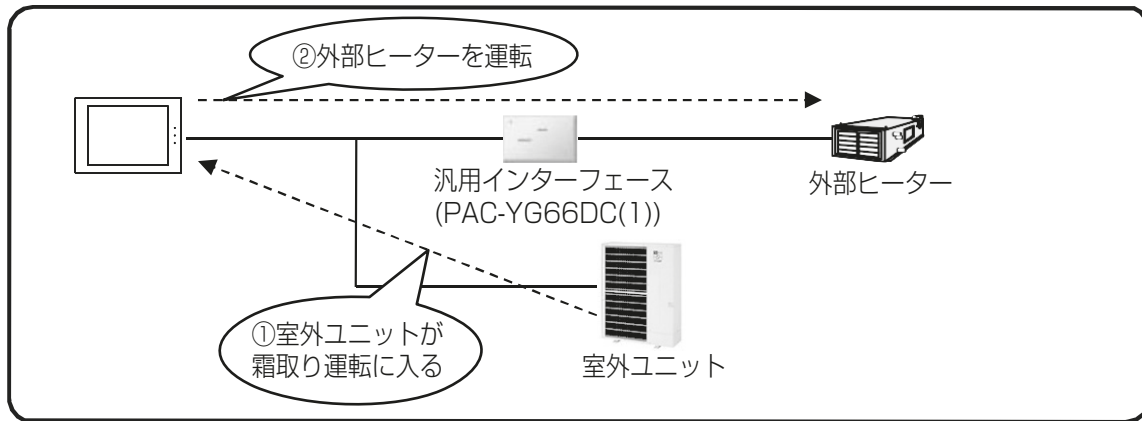 ②外部ヒーターを運転
汎用インターフェース
(PAC-YG66DC(1))
外部ヒーター
①室外ユニットが
霜取り運転に入る
室外ユニット